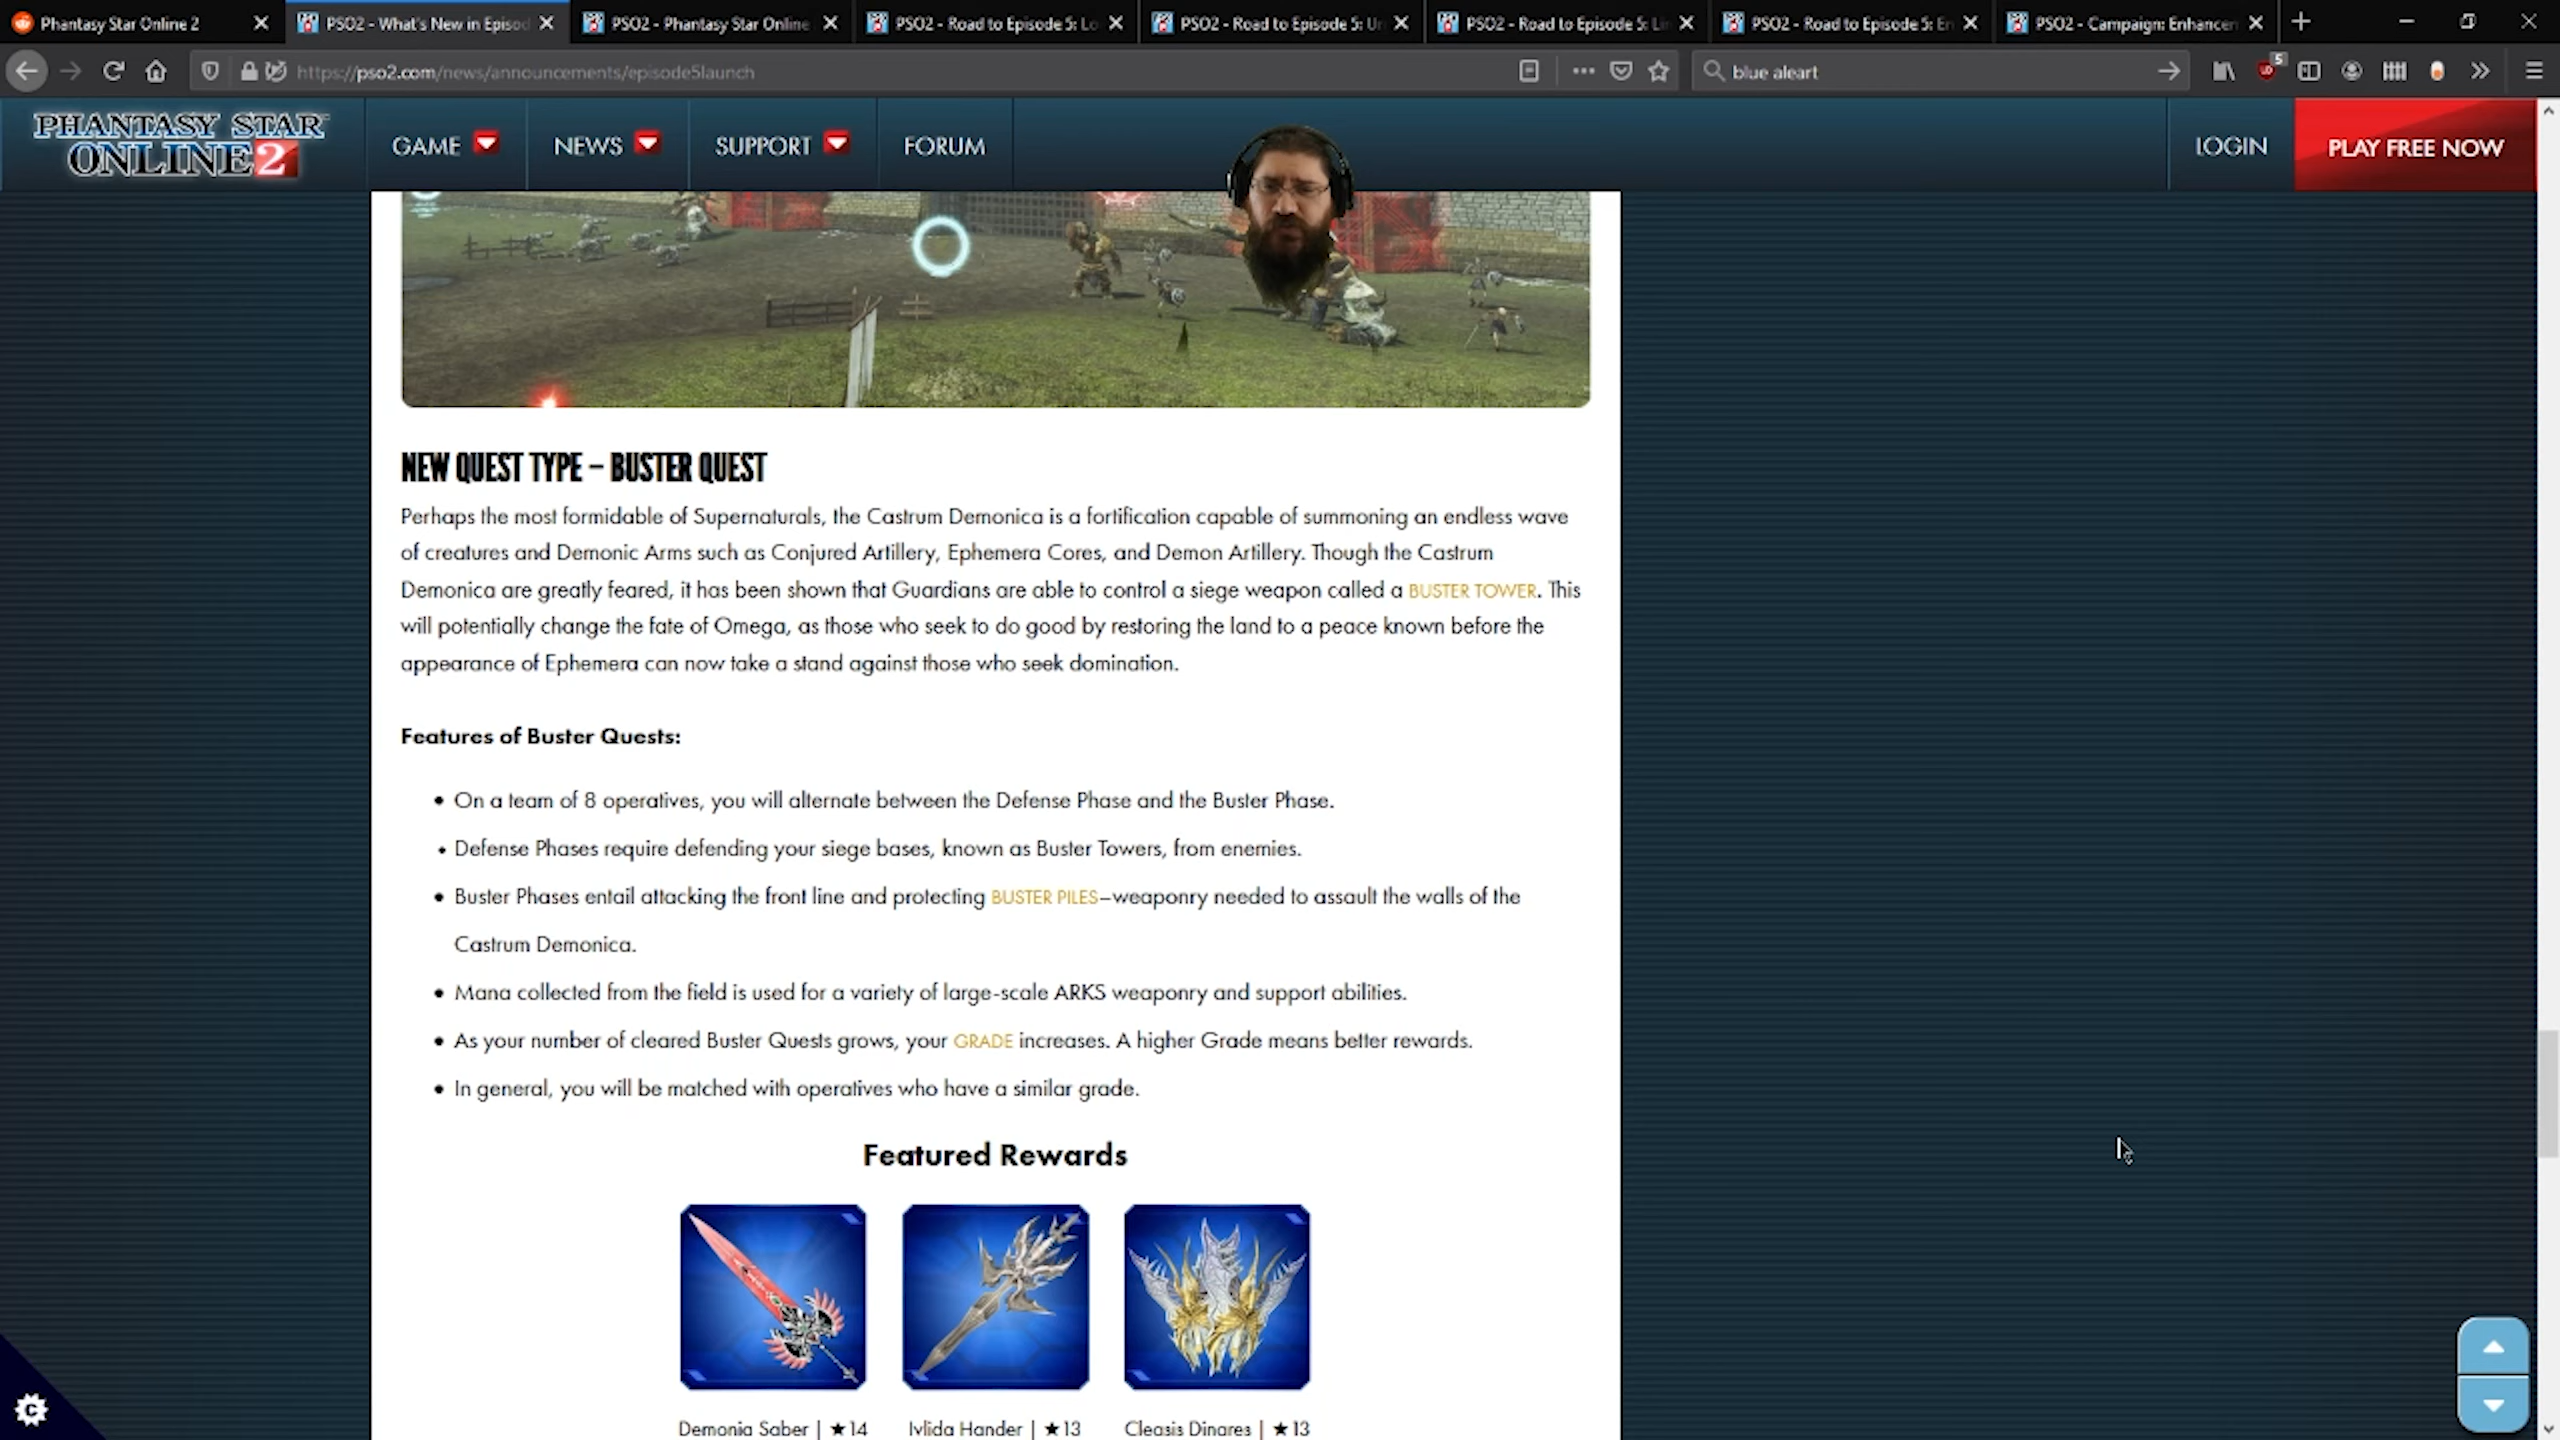 Phantasy Star Online 2
PSO2 - What's New in Episod
PSO2 - Phantasy Star Online
PSO2 - Road to Episode 5: Lo
PSO2 - Road to Episode 5: Ur
PSO2 - Road to Episode 5: Li
PSO2 - Road to Episode 5: En
PSO2 - Campaign: Enhancem
https://pso2.com/news/announcements/episode5launch
blue aleart
5
PHANTASY STAR
ONLINE 2
GAME
NEWS
SUPPORT
FORUM
LOGIN
PLAY FREE NOW
NEW QUEST TYPE – BUSTER QUEST
Perhaps the most formidable of Supernaturals, the Castrum Demonica is a fortification capable of summoning an endless wave
of creatures and Demonic Arms such as Conjured Artillery, Ephemera Cores, and Demon Artillery. Though the Castrum
Demonica are greatly feared, it has been shown that Guardians are able to control a siege weapon called a BUSTER TOWER. This
will potentially change the fate of Omega, as those who seek to do good by restoring the land to a peace known before the
appearance of Ephemera can now take a stand against those who seek domination.
Features of Buster Quests:
• On a team of 8 operatives, you will alternate between the Defense Phase and the Buster Phase.
• Defense Phases require defending your siege bases, known as Buster Towers, from enemies.
• Buster Phases entail attacking the front line and protecting BUSTER PILES–weaponry needed to assault the walls of the
Castrum Demonica.
• Mana collected from the field is used for a variety of large-scale ARKS weaponry and support abilities.
• As your number of cleared Buster Quests grows, your GRADE increases. A higher Grade means better rewards.
• In general, you will be matched with operatives who have a similar grade.
Featured Rewards
Demonia Saber | ★14
Ivlida Hander | ★13
Cleasis Dinares | ★13